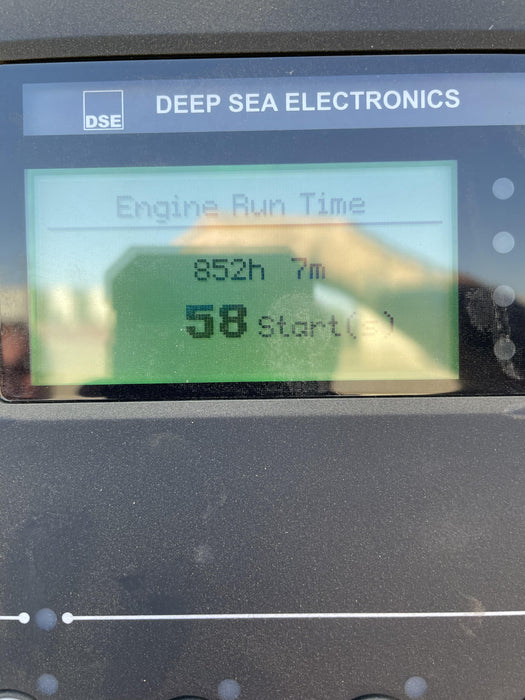 DSE DEEP SEA ELECTRONICS
Engine Run Time
852h 7m
58 Start(s)